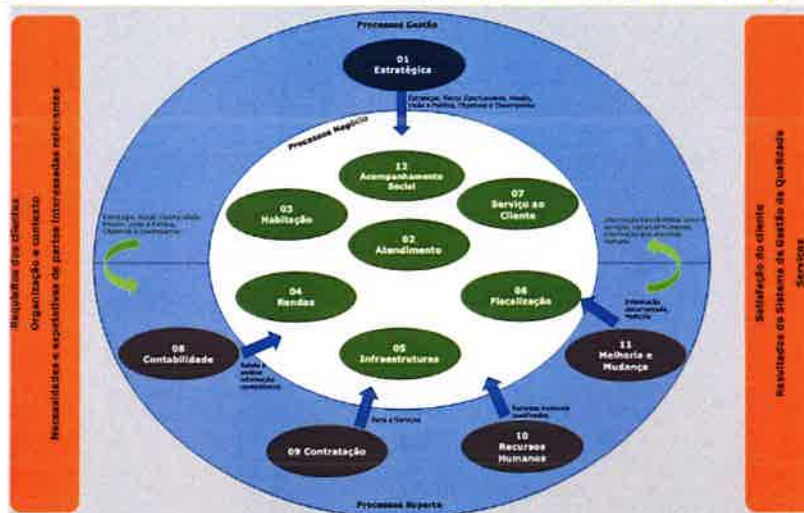 Requisitos dos clientes
Organização e contexto
Necessidades e expetativas de partes interessadas relevantes
Processos Gestão
01
Estratégica
Processos Negócio
12
Acompanhamento
Social
03
Habitação
07
Serviço ao
Cliente
02
Atendimento
04
Rendas
06
Fiscalização
05
Infraestruturas
08
Contabilidade
11
Melhoria e
Mudança
09 Contratação
10
Recursos
Humanos
Bens e Serviços
Processos Suporte
Satisfação do cliente
Resultados do Sistema de Gestão da Qualidade
Serviços